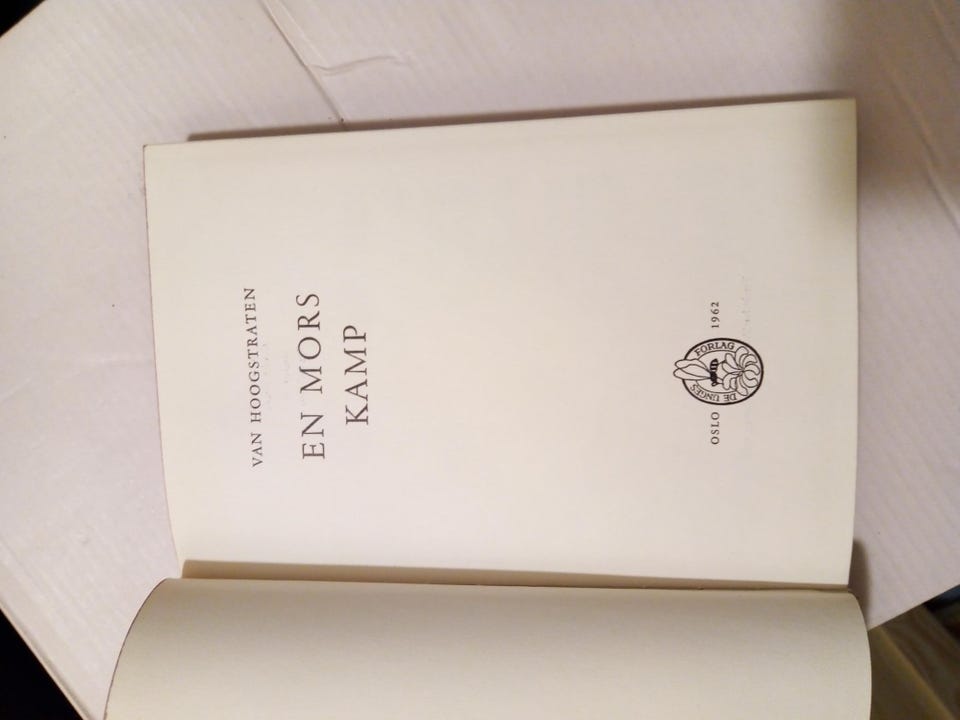 VAN HOOGSTRATEN
EN MORS
KAMP
DE UNGES FORLAG
OSLO 1962